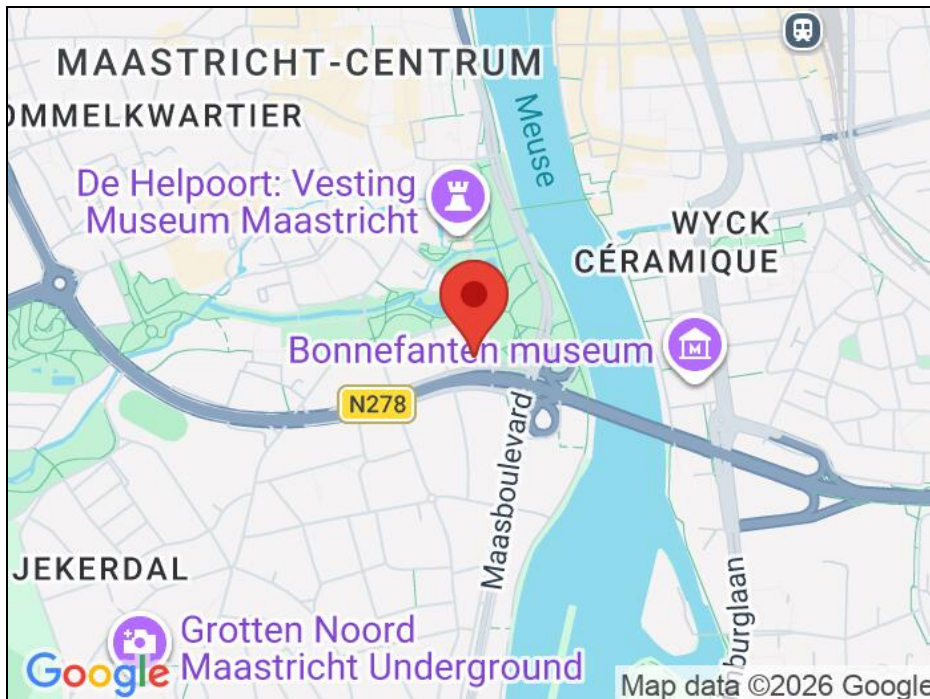 MAASTRICHT-CENTRUM
OMMELKWARTIER
Meuse
De Helpoort: Vesting
Museum Maastricht
WYCK
CÉRAMIQUE
Bonnefanten museum
M
N278
Maasboulevard
JEKERDAL
Grotten Noord
Maastricht Underground
burglaan
Google
Map data ©2026 Google